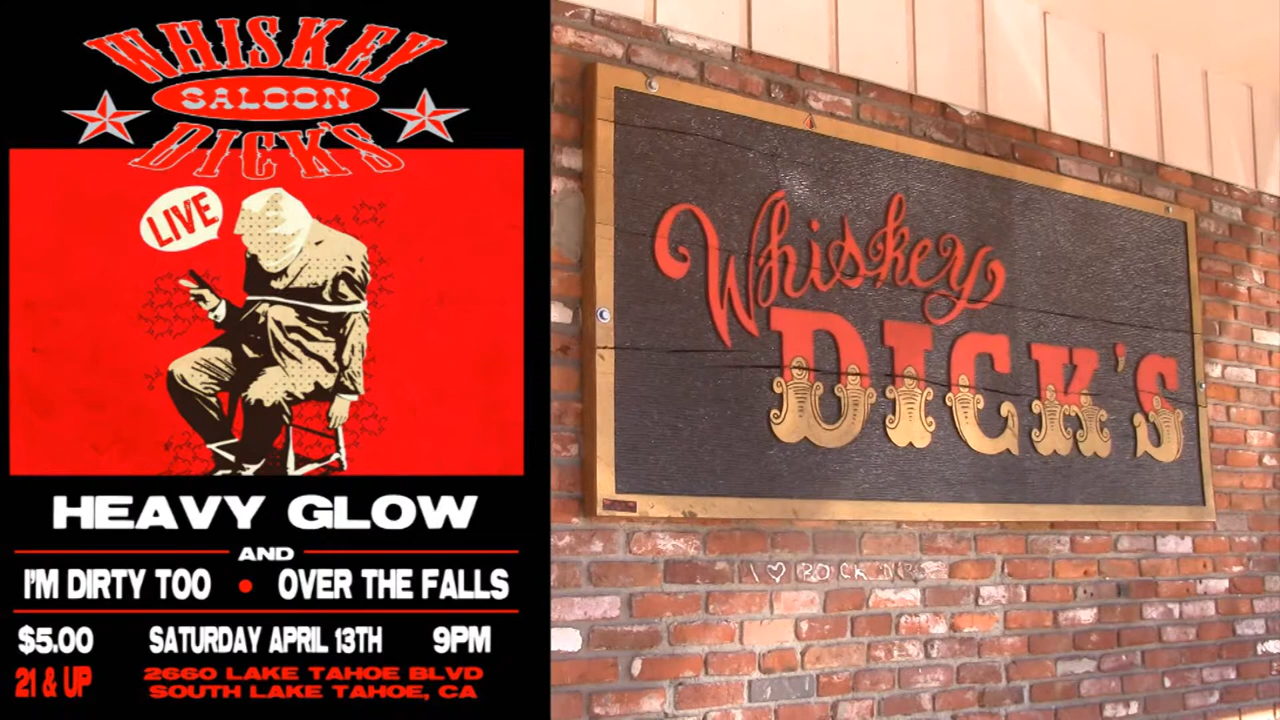 WHISKEY
SALOON
DICK'S
LIVE
HEAVY GLOW
AND
I'M DIRTY TOO • OVER THE FALLS
$5.00 SATURDAY APRIL 13TH 9PM
21 & UP 2660 LAKE TAHOE BLVD
SOUTH LAKE TAHOE, CA
Whiskey
DICK'S
I ♡ ROCK N